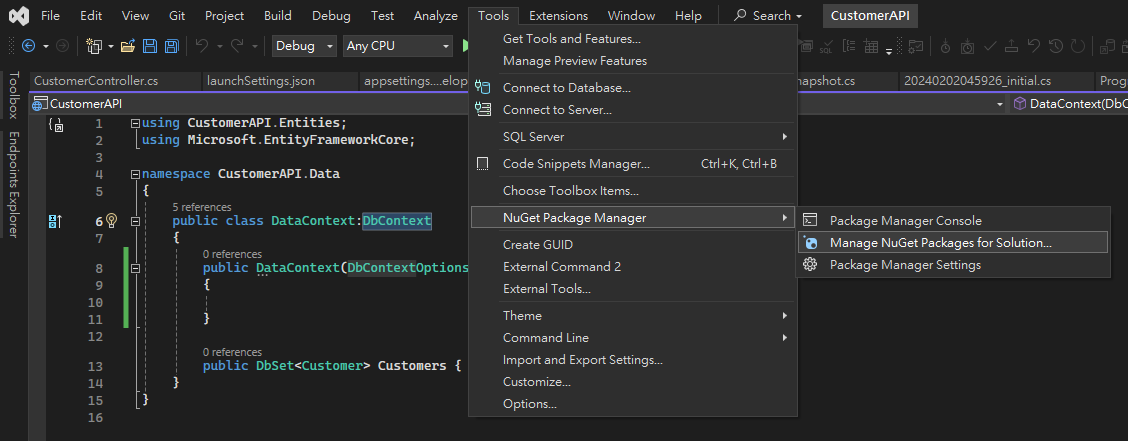 File Edit View Git Project Build Debug Test Analyze Tools Extensions Window Help Search CustomerAPI
Debug Any CPU
CustomerController.cs launchSettings.json appsettings....elop napshot.cs 20240202045926_initial.cs Prog
CustomerAPI DataContext(DbC
Toolbox
Endpoints Explorer
1 using CustomerAPI.Entities;
2 using Microsoft.EntityFrameworkCore;
3
4 namespace CustomerAPI.Data
5 {
5 references
6 public class DataContext:DbContext
7 {
0 references
8 public DataContext(DbContextOptions
9 {
10
11 }
12
0 references
13 public DbSet<Customer> Customers {
14 }
15 }
16
Get Tools and Features...
Manage Preview Features
Connect to Database...
Connect to Server...
SQL Server
Code Snippets Manager... Ctrl+K, Ctrl+B
Choose Toolbox Items...
NuGet Package Manager
Create GUID
External Command 2
External Tools...
Theme
Command Line
Import and Export Settings...
Customize...
Options...
Package Manager Console
Manage NuGet Packages for Solution...
Package Manager Settings